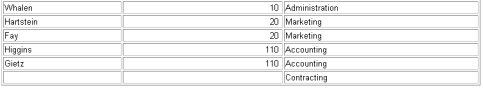 Whalen 10 Administration
Hartstein 20 Marketing
Fay 20 Marketing
Higgins 110 Accounting
Gietz 110 Accounting
Contracting